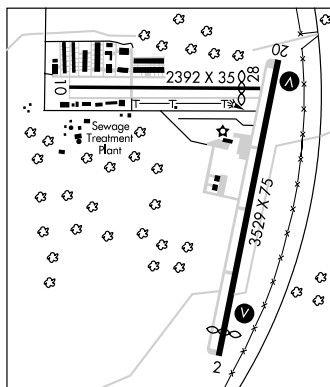 20
2392 X 35
28
10
V
T
T
T
Sewage
Treatment
Plant
3529 X 75
V
2